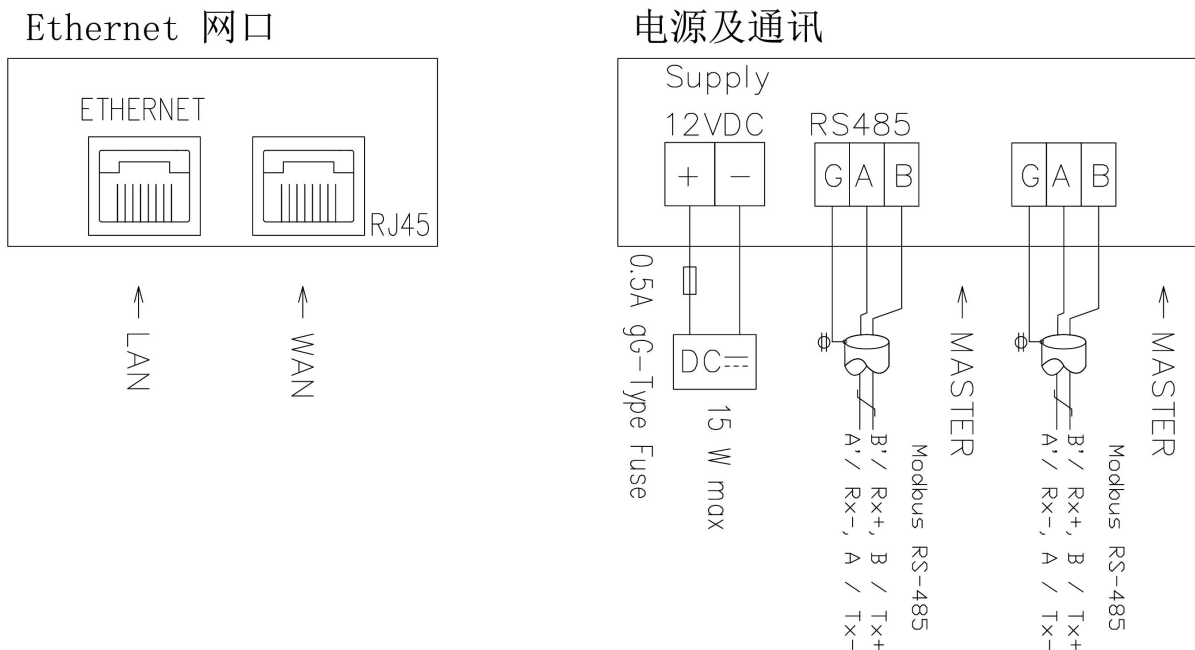 Ethernet 网口
ETHERNET
RJ45
← LAN
← WAN
电源及通讯
Supply
12VDC
RS485
+ −
G A B
G A B
0.5A gG-Type Fuse
DC
15 W max
A'/ Rx-, A / Tx-
B'/ Rx+, B / Tx+
Modbus RS-485
← MASTER
A'/ Rx-, A / Tx-
B'/ Rx+, B / Tx+
Modbus RS-485
← MASTER